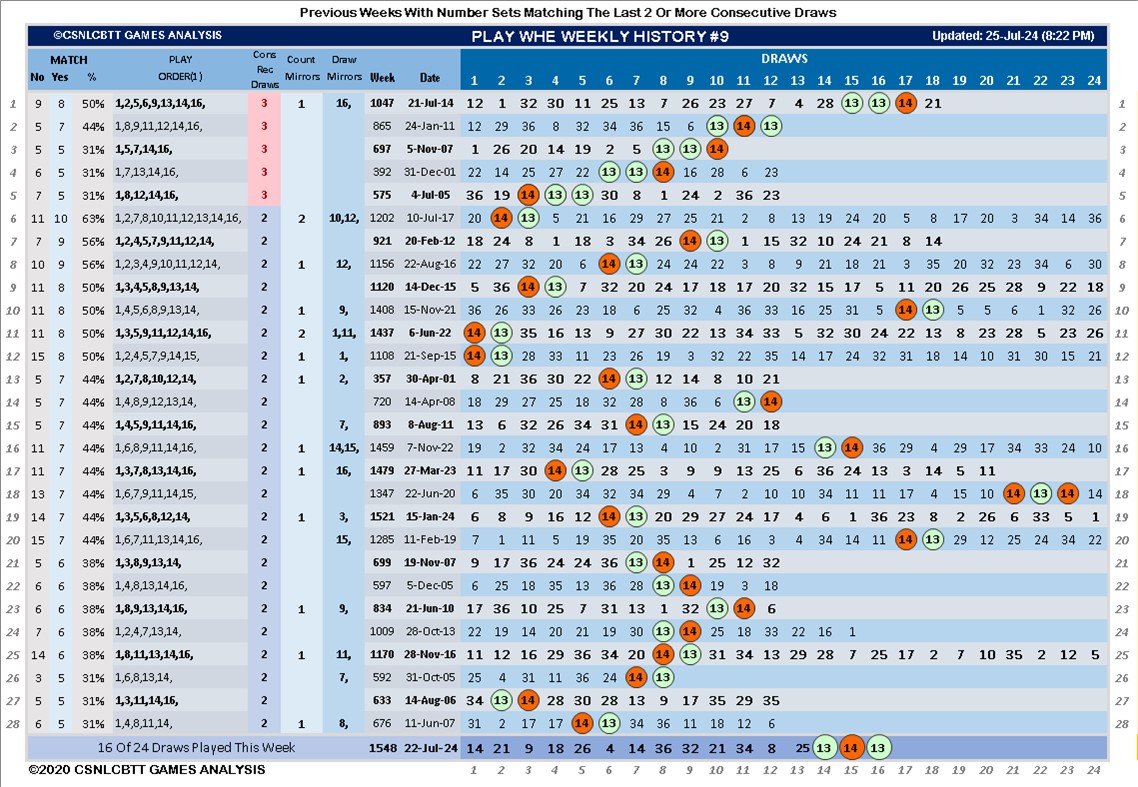 Previous Weeks With Number Sets Matching The Last 2 Or More Consecutive Draws
©CSNLCBTT GAMES ANALYSIS PLAY WHE WEEKLY HISTORY #9 Updated: 25-Jul-24 (8:22 PM)
MATCH PLAY Cons Count Draw DRAWS
No Yes % ORDER(1) Rec Draws Mirrors Mirrors Week Date 1 2 3 4 5 6 7 8 9 10 11 12 13 14 15 16 17 18 19 20 21 22 23 24
1 9 8 50% 1,2,5,6,9,13,14,16, 3 1 16, 1047 21-Jul-14 12 1 32 30 11 25 13 7 26 23 27 7 4 28 15 16 14 21 1
2 5 7 44% 1,8,9,11,12,14,16, 3 865 24-Jan-11 12 29 36 8 32 34 36 15 6 13 14 12 2
3 5 5 31% 1,5,7,14,16, 3 697 5-Nov-07 1 26 20 14 19 2 5 13 13 14 3
4 6 5 31% 1,7,13,14,16, 3 392 31-Dec-01 22 14 25 27 22 13 13 14 16 28 6 23 4
5 7 5 31% 1,8,12,14,16, 3 575 4-Jul-05 36 19 14 13 13 30 8 1 24 2 36 23 5
6 11 10 63% 1,2,7,8,10,11,12,13,14,16, 2 2 10,12, 1202 10-Jul-17 20 14 13 5 21 16 29 27 25 21 2 8 13 19 24 20 5 8 17 20 3 34 14 36 6
7 7 9 56% 1,2,4,5,7,9,11,12,14, 2 921 20-Feb-12 18 24 8 1 18 3 34 26 14 13 1 15 32 10 24 21 8 14 7
8 10 9 56% 1,2,3,4,9,10,11,12,14, 2 1 12, 1156 22-Aug-16 22 27 32 20 6 14 13 24 24 22 3 8 9 21 18 21 3 35 20 32 23 34 6 30 8
9 11 8 50% 1,3,4,5,8,9,13,14, 2 1120 14-Dec-15 5 36 14 13 7 32 20 24 17 18 17 20 32 15 17 5 11 20 26 25 28 9 22 18 9
10 11 8 50% 1,4,5,6,8,9,13,14, 2 1 9, 1408 15-Nov-21 36 26 33 26 23 18 6 25 32 4 30 36 33 16 25 31 14 13 5 5 6 1 32 26 10
11 11 8 50% 1,3,5,9,11,12,14,16, 2 2 1,11, 1437 6-Jun-22 14 13 35 16 13 9 27 30 22 13 34 33 5 32 30 24 22 13 8 23 28 5 23 26 11
12 15 8 50% 1,2,4,5,7,9,14,15, 2 1 1, 1108 21-Sep-15 14 13 28 33 11 23 26 19 3 32 22 35 14 17 24 32 31 18 14 10 31 30 15 21 12
13 5 7 44% 1,2,7,8,10,12,14, 2 1 2, 357 30-Apr-01 8 21 36 30 22 14 13 12 14 8 10 21 13
14 5 7 44% 1,4,8,9,12,13,14, 2 720 14-Apr-08 18 29 27 25 18 32 28 8 36 6 13 14 14
15 5 7 44% 1,4,5,9,11,14,16, 2 7, 893 8-Aug-11 13 6 32 26 34 31 14 13 15 24 20 18 15
16 11 7 44% 1,6,8,9,11,14,16, 2 1 14,15, 1459 7-Nov-22 19 2 32 34 24 17 13 4 10 2 31 17 15 13 14 36 29 4 29 17 34 33 24 10 16
17 11 7 44% 1,3,7,8,13,14,16, 2 1 16, 1479 27-Mar-23 11 17 30 14 13 28 25 3 9 9 13 25 6 36 24 13 3 14 5 11 17
18 13 7 44% 1,6,7,9,11,14,15, 2 1347 22-Jun-20 6 35 30 20 34 32 34 29 4 7 2 10 10 34 11 11 17 4 15 10 14 13 14 14 18
19 14 7 44% 1,3,5,6,8,12,14, 2 1 3, 1521 15-Jan-24 6 8 9 16 12 14 13 20 29 27 24 17 4 6 1 36 23 8 2 26 6 33 5 1 19
20 15 7 44% 1,6,7,11,13,14,16, 2 15, 1285 11-Feb-19 7 1 11 5 19 35 20 35 13 6 16 3 4 34 14 11 14 13 29 12 25 24 34 22 20
21 5 6 38% 1,3,8,9,13,14, 2 699 19-Nov-07 9 17 36 24 24 36 13 14 1 25 12 32 21
22 5 6 38% 1,4,8,13,14,16, 2 597 5-Dec-05 6 25 18 35 13 36 28 13 14 19 3 18 22
23 6 6 38% 1,8,9,13,14,16, 2 1 9, 834 21-Jun-10 17 36 10 25 7 31 13 1 32 13 14 6 23
24 7 6 38% 1,2,4,7,13,14, 2 1009 28-Oct-13 22 19 14 20 21 19 30 13 14 25 18 33 22 16 1 24
25 14 6 38% 1,8,11,13,14,16, 2 1 11, 1170 28-Nov-16 11 12 16 29 36 34 20 14 13 31 34 13 29 28 7 25 17 2 7 10 35 2 12 5 25
26 3 5 31% 1,6,8,13,14, 2 7, 592 31-Oct-05 25 4 31 11 36 24 14 13 26
27 5 5 31% 1,3,11,14,16, 2 633 14-Aug-06 34 13 14 28 30 28 13 9 17 35 29 35 27
28 6 5 31% 1,4,8,11,14, 2 1 8, 676 11-Jun-07 31 2 17 17 14 13 34 36 11 18 12 6 28
16 Of 24 Draws Played This Week 1548 22-Jul-24 14 21 9 18 26 4 14 36 32 21 34 8 25 13 14 13
©2020 CSNLCBTT GAMES ANALYSIS 1 2 3 4 5 6 7 8 9 10 11 12 13 14 15 16 17 18 19 20 21 22 23 24